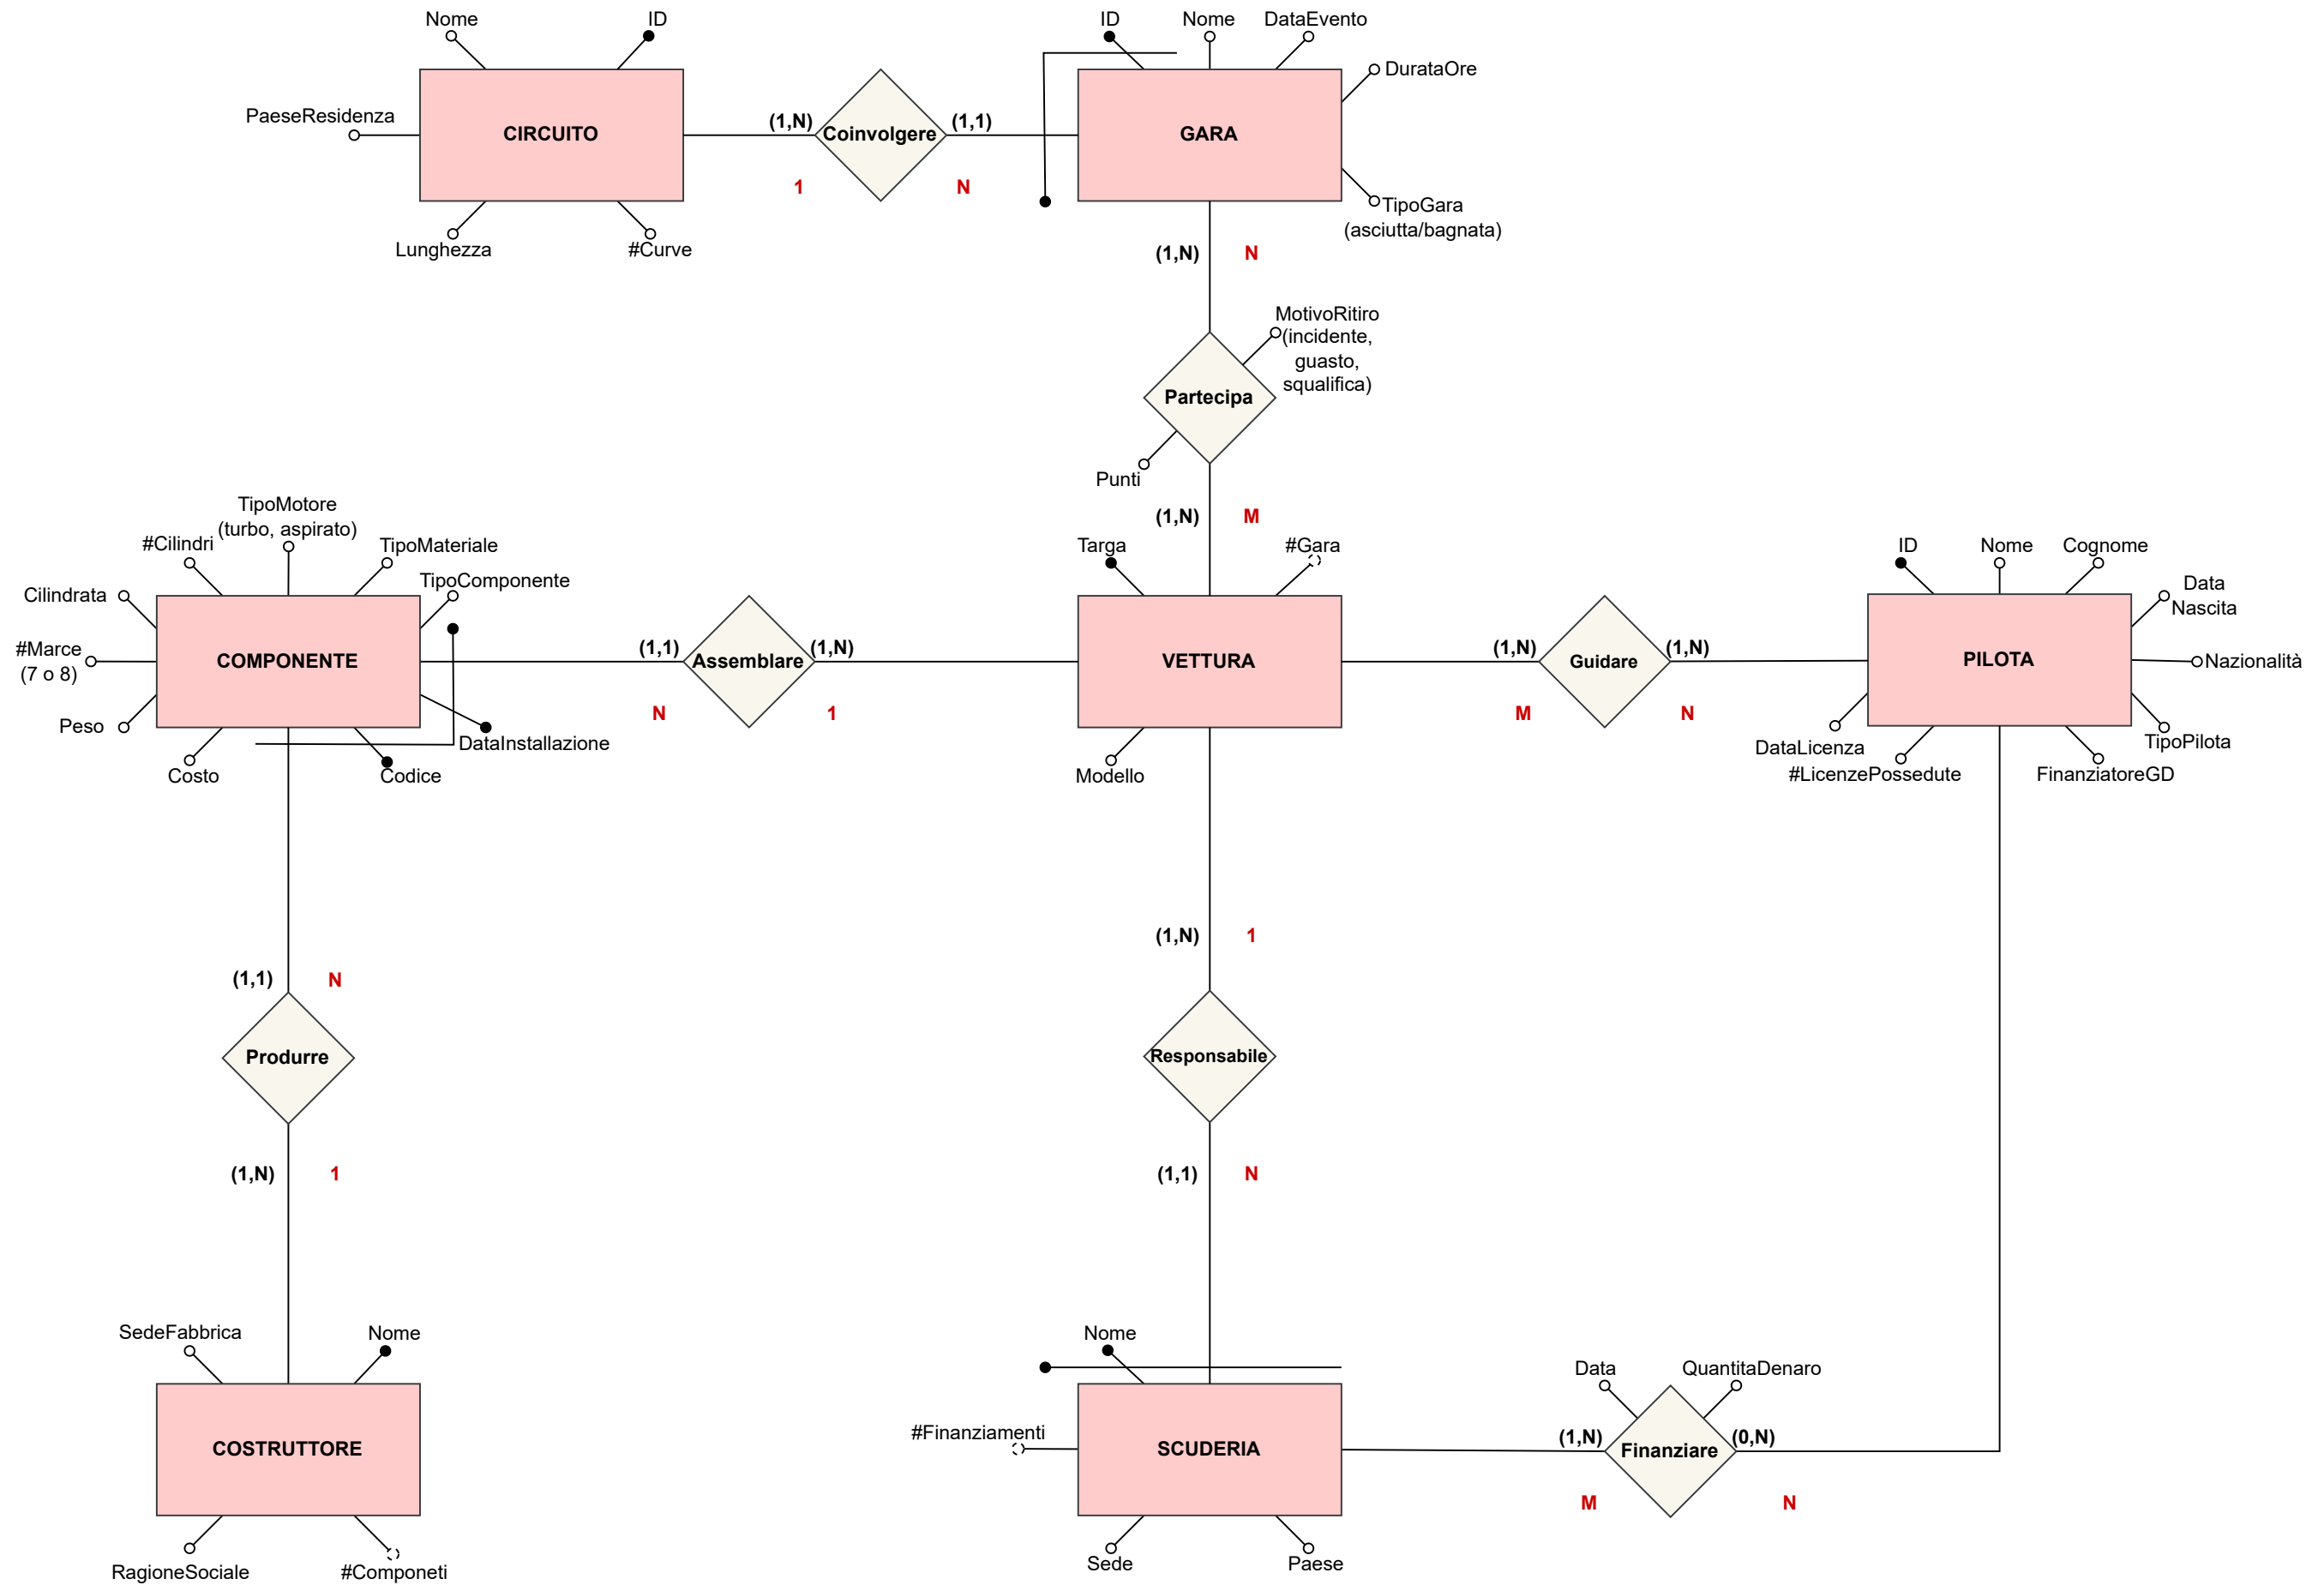 Nome
ID
ID
Nome
DataEvento
DurataOre
PaeseResidenza
CIRCUITO
(1,N)
Coinvolgere
(1,1)
GARA
1
N
TipoGara
(asciutta/bagnata)
Lunghezza
#Curve
(1,N)
N
MotivoRitiro
(incidente,
guasto,
squalifica)
Partecipa
Punti
(1,N)
M
TipoMotore
(turbo, aspirato)
#Cilindri
TipoMateriale
TipoComponente
Cilindrata
#Marce
(7 o 8)
COMPONENTE
Peso
Costo
Codice
DataInstallazione
(1,1)
Assemblare
(1,N)
N
1
Targa
#Gara
VETTURA
Modello
(1,N)
Guidare
(1,N)
M
N
ID
Nome
Cognome
Data
Nascita
PILOTA
Nazionalità
DataLicenza
#LicenzePossedute
FinanziatoreGD
TipoPilota
(1,N)
1
(1,1)
N
Produrre
Responsabile
(1,N)
1
(1,1)
N
SedeFabbrica
Nome
COSTRUTTORE
RagioneSociale
#Componeti
Nome
#Finanziamenti
SCUDERIA
Sede
Paese
Data
QuantitaDenaro
(1,N)
Finanziare
(0,N)
M
N